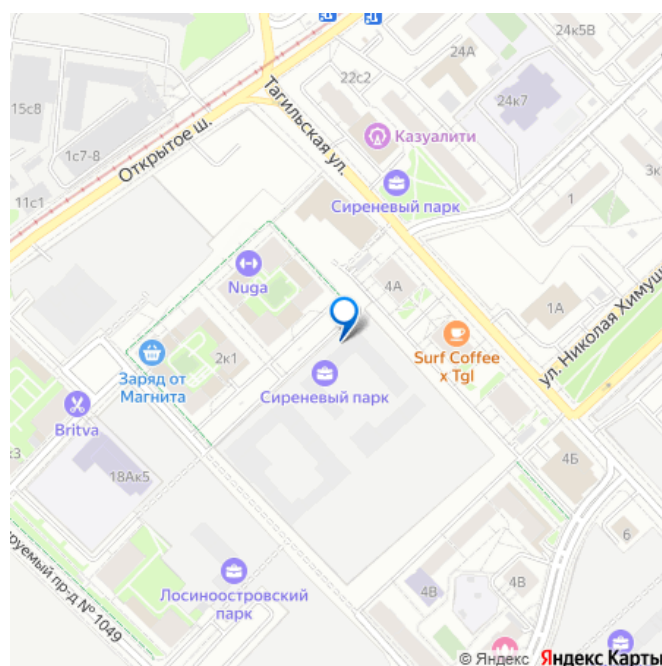 24к5В
24А
22с2
24к7
15с8
Тагильская ул.
Казуалити
1с7-8
Открытое ш.
3к
11с1
Сиреневый парк
1
Nuga
4А
1А
ул. Николая Химуш
2к1
Заряд от
Магнита
Surf Coffee
x Tgl
Сиреневый парк
Britva
к3
18Ак5
4Б
6
руемый пр-д № 1049
Лосиноостровский
парк
4В
4В
© Яндекс Яндекс Карты